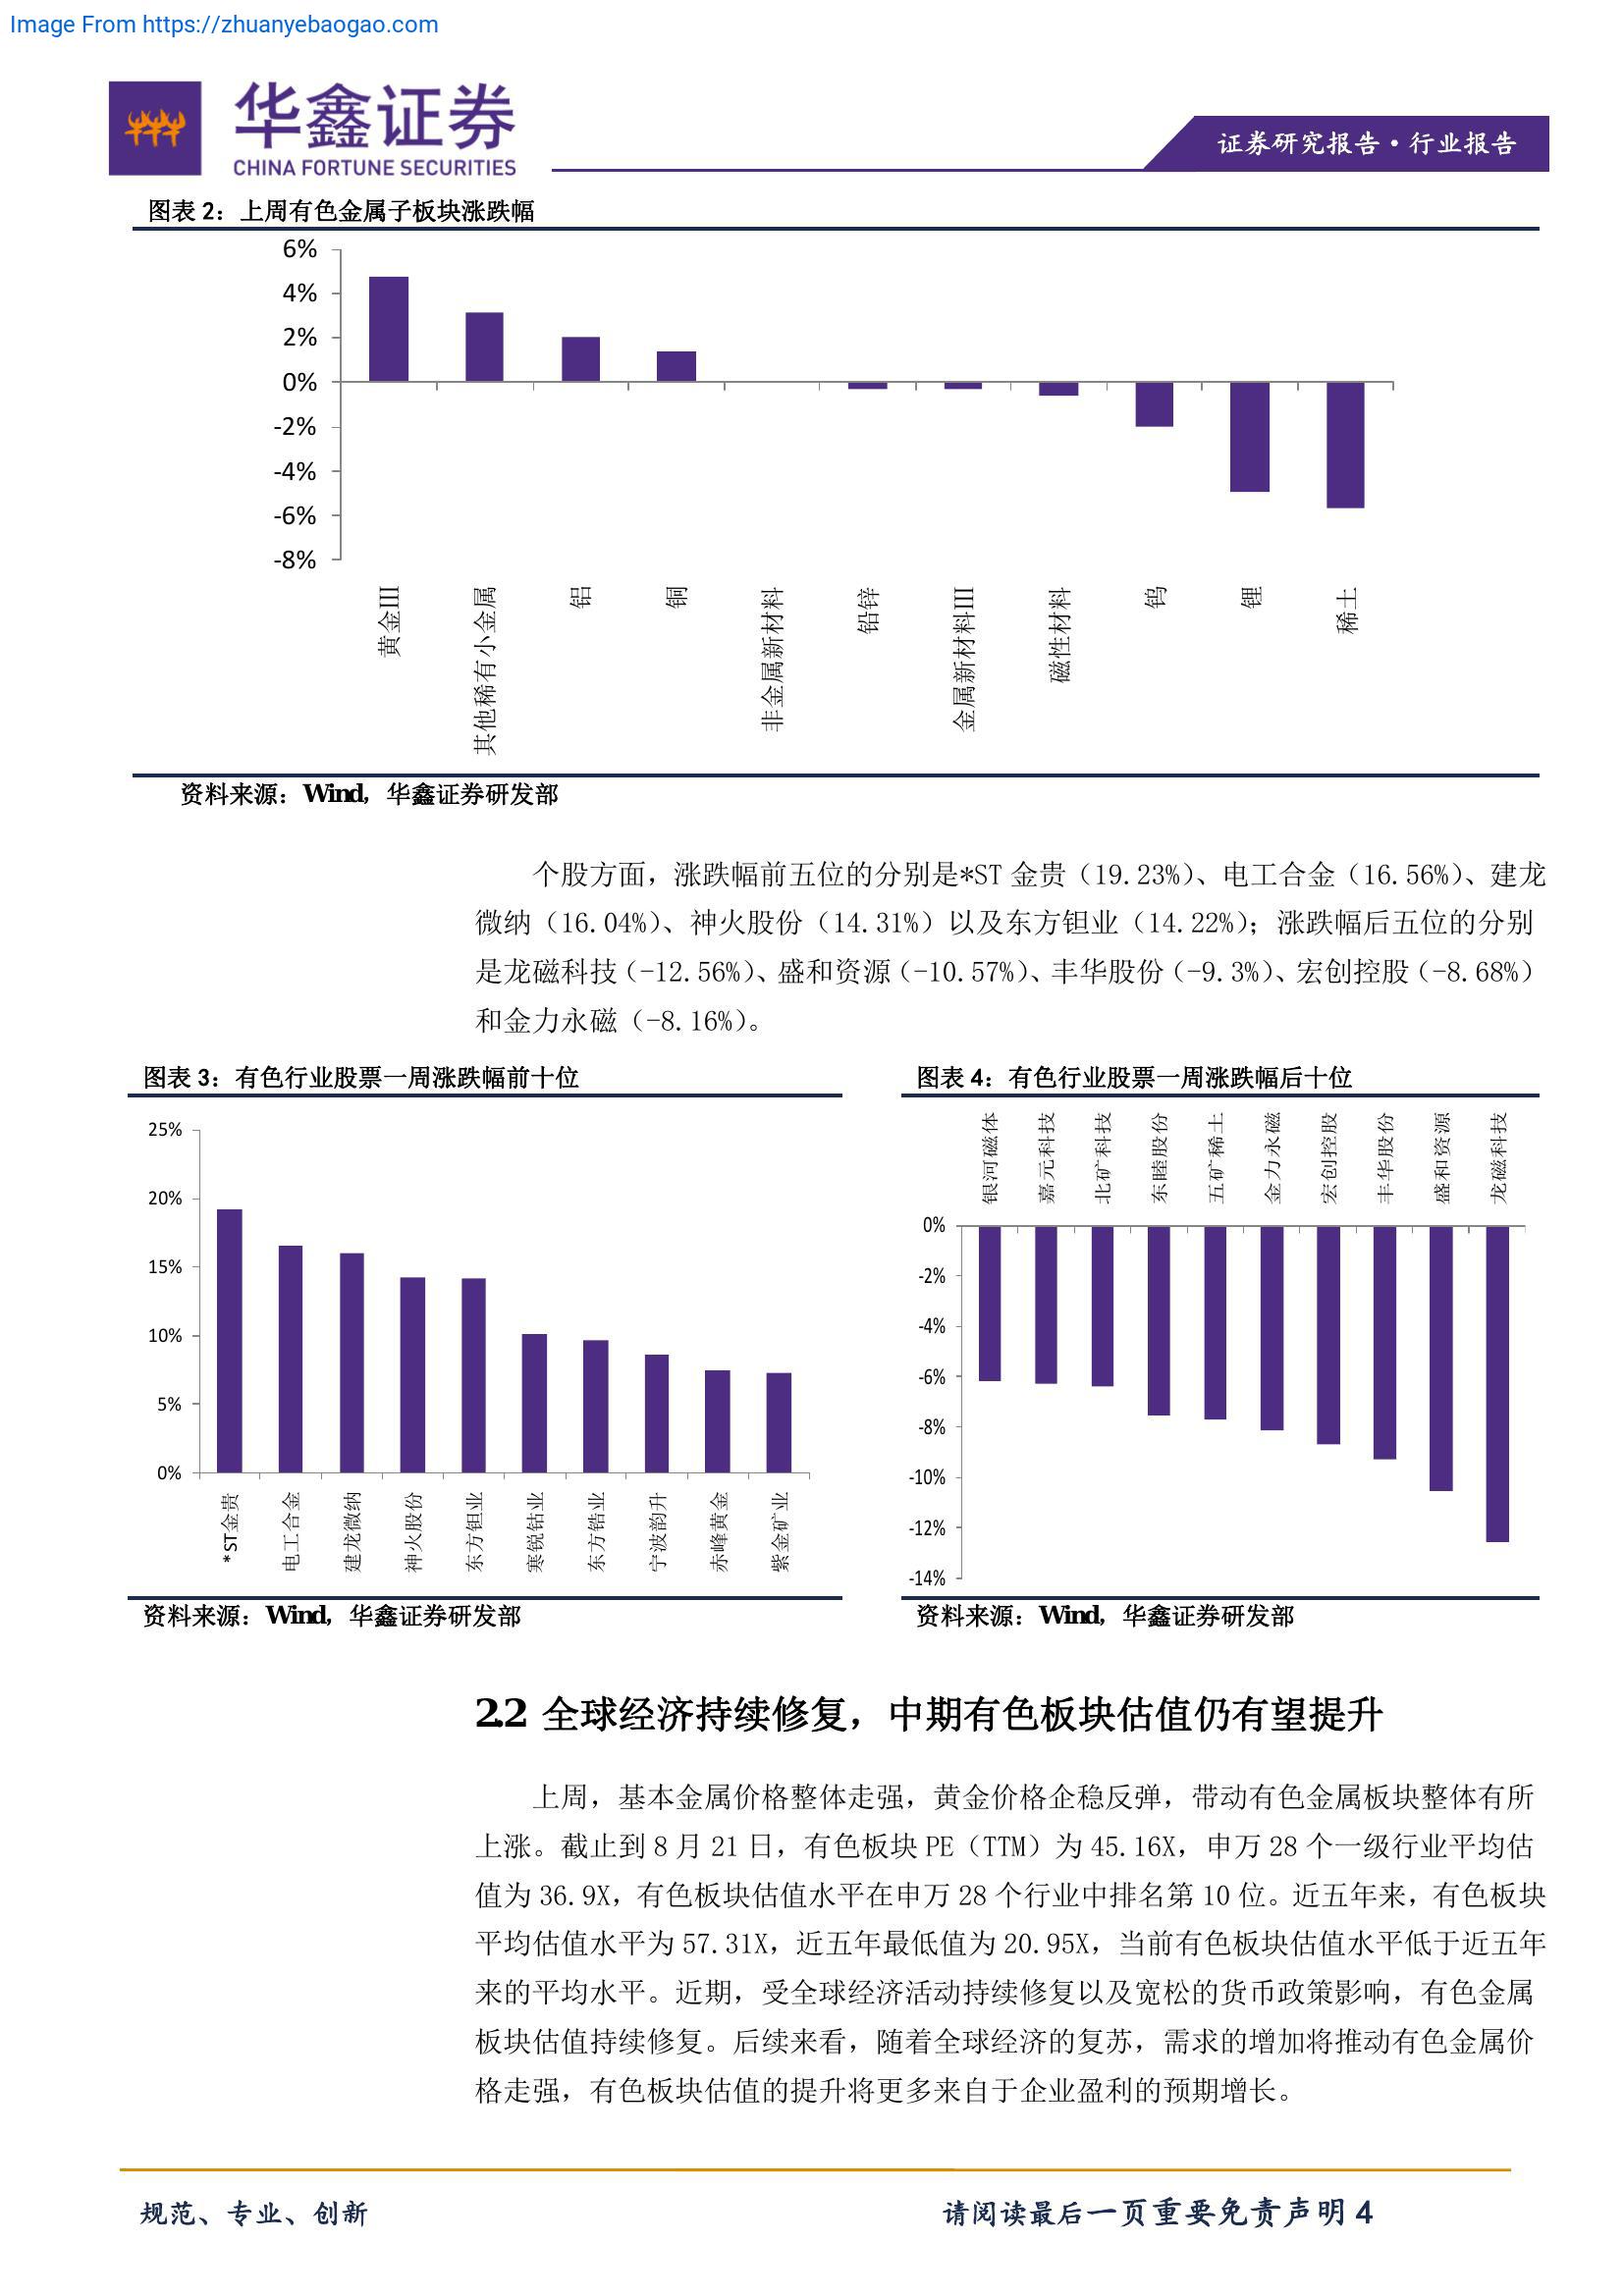 Image From https://zhuanyebaogao.com
华鑫证券
CHINA FORTUNE SECURITIES
证券研究报告·行业报告
图表 2：上周有色金属子板块涨跌幅
6%
4%
2%
0%
-2%
-4%
-6%
-8%
黄金III
其他稀有小金属
铝
铜
非金属新材料
铅锌
金属新材料III
磁性材料
钨
锂
稀土
资料来源：Wind，华鑫证券研发部
个股方面，涨跌幅前五位的分别是*ST 金贵（19.23%）、电工合金（16.56%）、建龙
微纳（16.04%）、神火股份（14.31%）以及东方钽业（14.22%）；涨跌幅后五位的分别
是龙磁科技（-12.56%）、盛和资源（-10.57%）、丰华股份（-9.3%）、宏创控股（-8.68%）
和金力永磁（-8.16%）。
图表 3：有色行业股票一周涨跌幅前十位
25%
20%
15%
10%
5%
0%
*ST金贵
电工合金
建龙微纳
神火股份
东方钽业
寒锐钴业
东方锆业
宁波韵升
赤峰黄金
紫金矿业
资料来源：Wind，华鑫证券研发部
图表 4：有色行业股票一周涨跌幅后十位
银河磁体
嘉元科技
北矿科技
东睦股份
五矿稀土
金力永磁
宏创控股
丰华股份
盛和资源
龙磁科技
0%
-2%
-4%
-6%
-8%
-10%
-12%
-14%
资料来源：Wind，华鑫证券研发部
2.2 全球经济持续修复，中期有色板块估值仍有望提升
上周，基本金属价格整体走强，黄金价格企稳反弹，带动有色金属板块整体有所
上涨。截止到 8 月 21 日，有色板块 PE（TTM）为 45.16X，申万 28 个一级行业平均估
值为 36.9X，有色板块估值水平在申万 28 个行业中排名第 10 位。近五年来，有色板块
平均估值水平为 57.31X，近五年最低值为 20.95X，当前有色板块估值水平低于近五年
来的平均水平。近期，受全球经济活动持续修复以及宽松的货币政策影响，有色金属
板块估值持续修复。后续来看，随着全球经济的复苏，需求的增加将推动有色金属价
格走强，有色板块估值的提升将更多来自于企业盈利的预期增长。
规范、专业、创新
请阅读最后一页重要免责声明 4